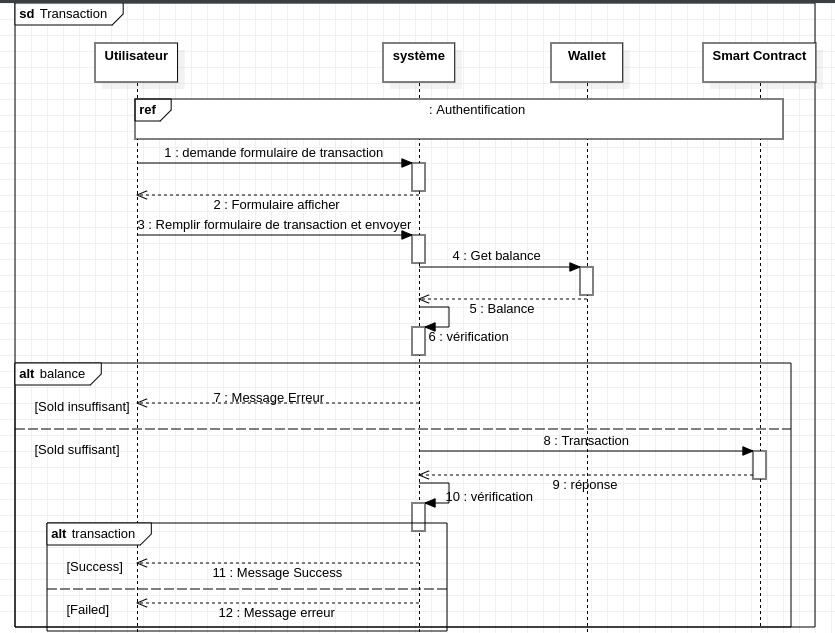 sd Transaction
Utilisateur
système
Wallet
Smart Contract
ref
: Authentification
1 : demande formulaire de transaction
2 : Formulaire afficher
3 : Remplir formulaire de transaction et envoyer
4 : Get balance
5 : Balance
6 : vérification
alt balance
7 : Message Erreur
[Sold insuffisant]
8 : Transaction
[Sold suffisant]
9 : réponse
10 : vérification
alt transaction
[Success]
11 : Message Success
[Failed]
12 : Message erreur